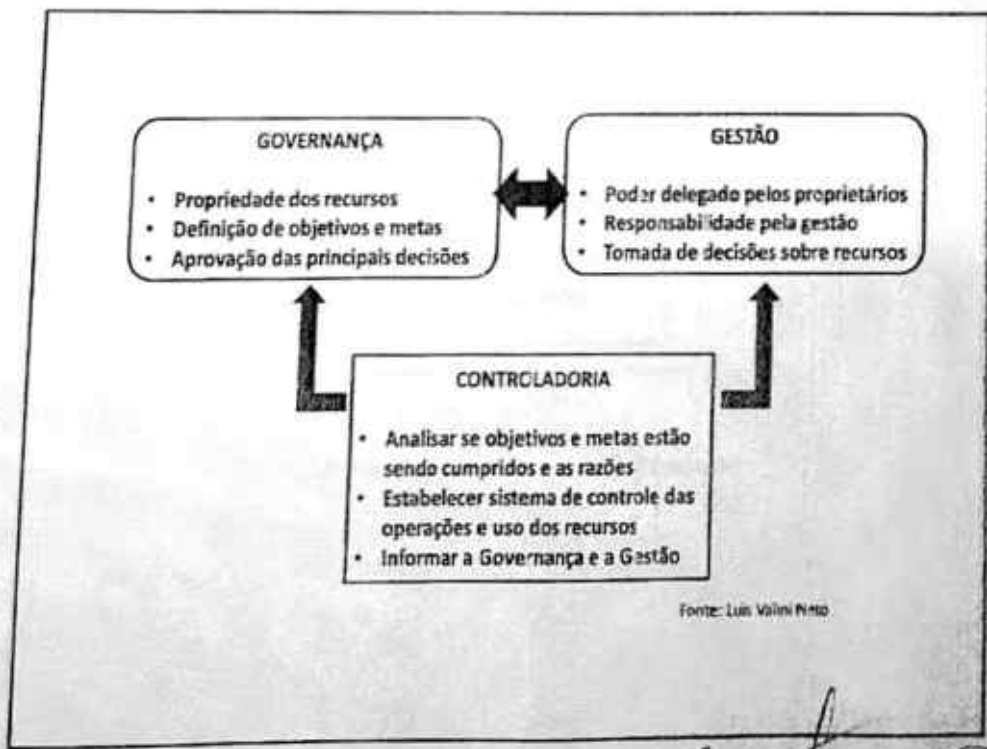 GOVERNANÇA
• Propriedade dos recursos
• Definição de objetivos e metas
• Aprovação das principais decisões
GESTÃO
• Poder delegado pelos proprietários
• Responsabilidade pela gestão
• Tomada de decisões sobre recursos
CONTROLADORIA
• Analisar se objetivos e metas estão
sendo cumpridos e as razões
• Estabelecer sistema de controle das
operações e uso dos recursos
• Informar a Governança e a Gestão
Fonte: Luis Valini Neto